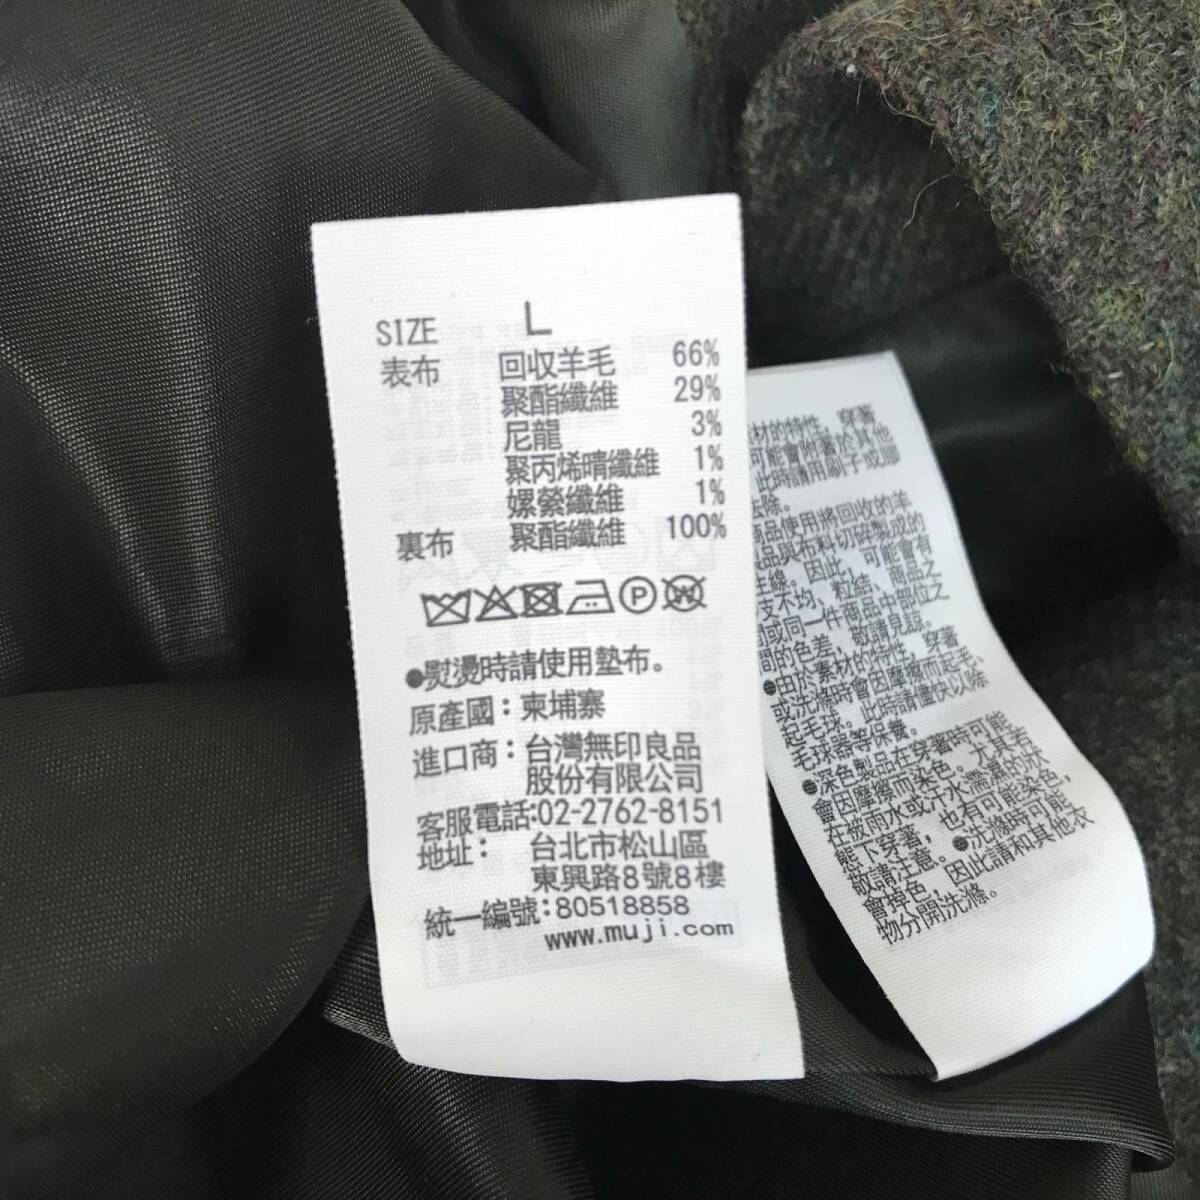 SIZE L
表布 回收羊毛 66%
聚酯纖維 29%
尼龍 3%
聚丙烯晴纖維 1%
嫘縈纖維 1%
裏布 聚酯纖維 100%
P W
●熨燙時請使用墊布。
原產國：柬埔寨
進口商：台灣無印良品
股份有限公司
客服電話:02-2762-8151
地址： 台北市松山區
東興路8號8樓
統一編號:80518858
www.muji.com
材的特性，穿著
可能會附著於其他
此時請用刷子或膠
去除。
商品使用將回收的羊
製品與布料切碎製成的
生線。因此，可能會有
支不均、粒結、商品之
間或同一件商品中部位之
間的色差，敬請見諒。
●由於素材的特性，穿著
或洗滌時會因摩擦而起毛、
起毛球。此時請儘快以除
毛球器等保養。
●深色製品在穿著時可能
會因摩擦而染色。尤其若
在被雨水或汗水濡濕的狀
態下穿著，也有可能染色，
敬請注意。●洗滌時可能
會掉色，因此請和其他衣
物分開洗滌。